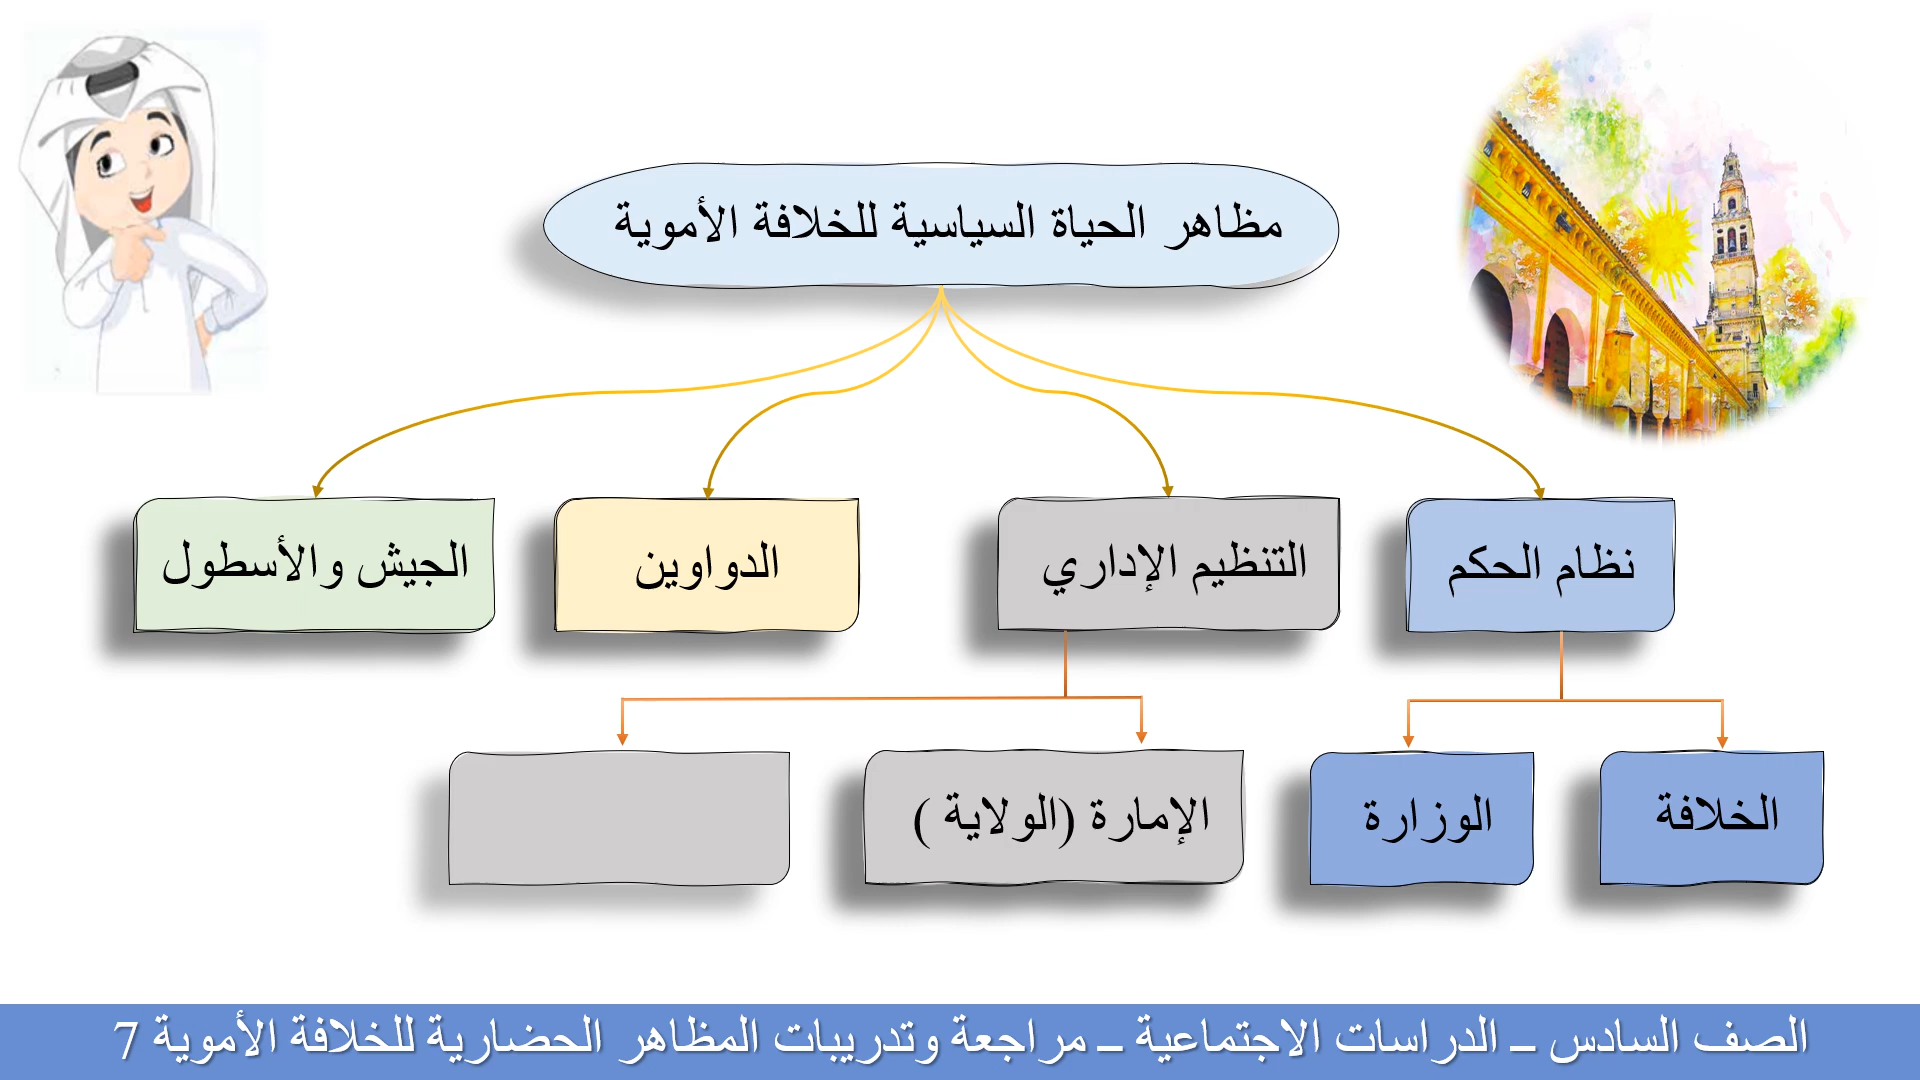 مظاهر الحياة السياسية للخلافة الأموية
نظام الحكم
التنظيم الإداري
الدواوين
الجيش والأسطول
الخلافة
الوزارة
الإمارة (الولاية )
الصف السادس – الدراسات الاجتماعية – مراجعة وتدريبات المظاهر الحضارية للخلافة الأموية 7